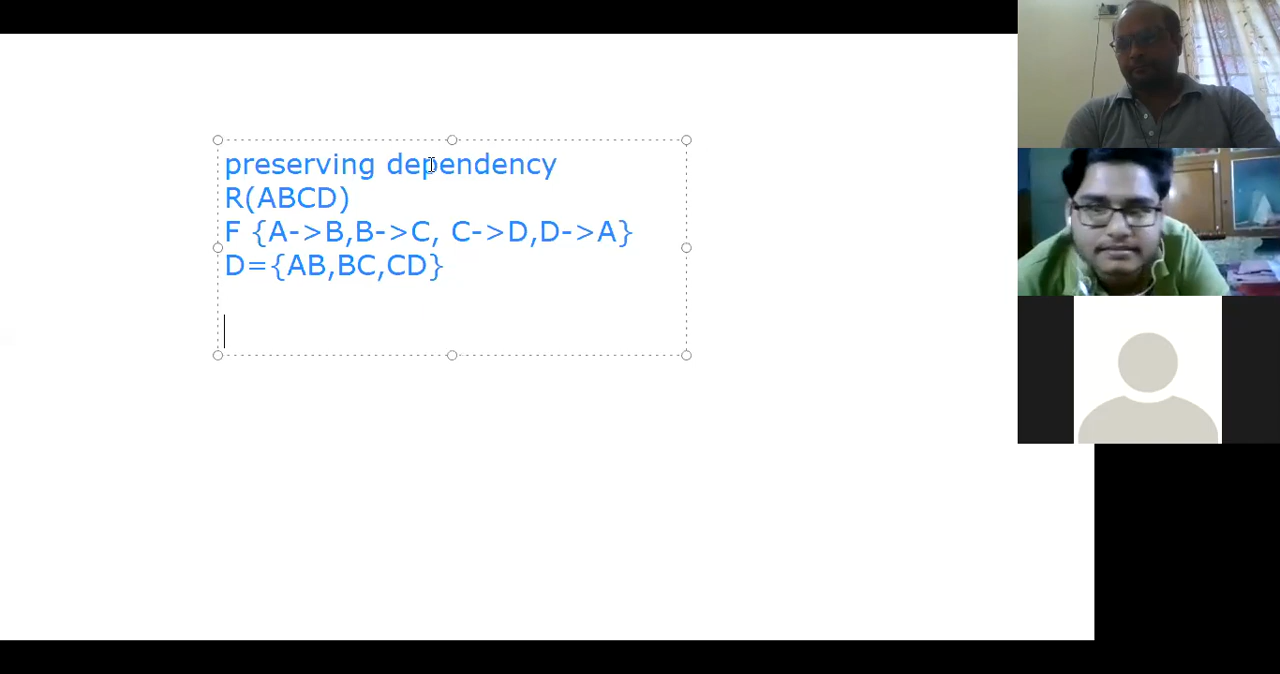 preserving dependency
R(ABCD)
F {A->B,B->C, C->D,D->A}
D={AB,BC,CD}